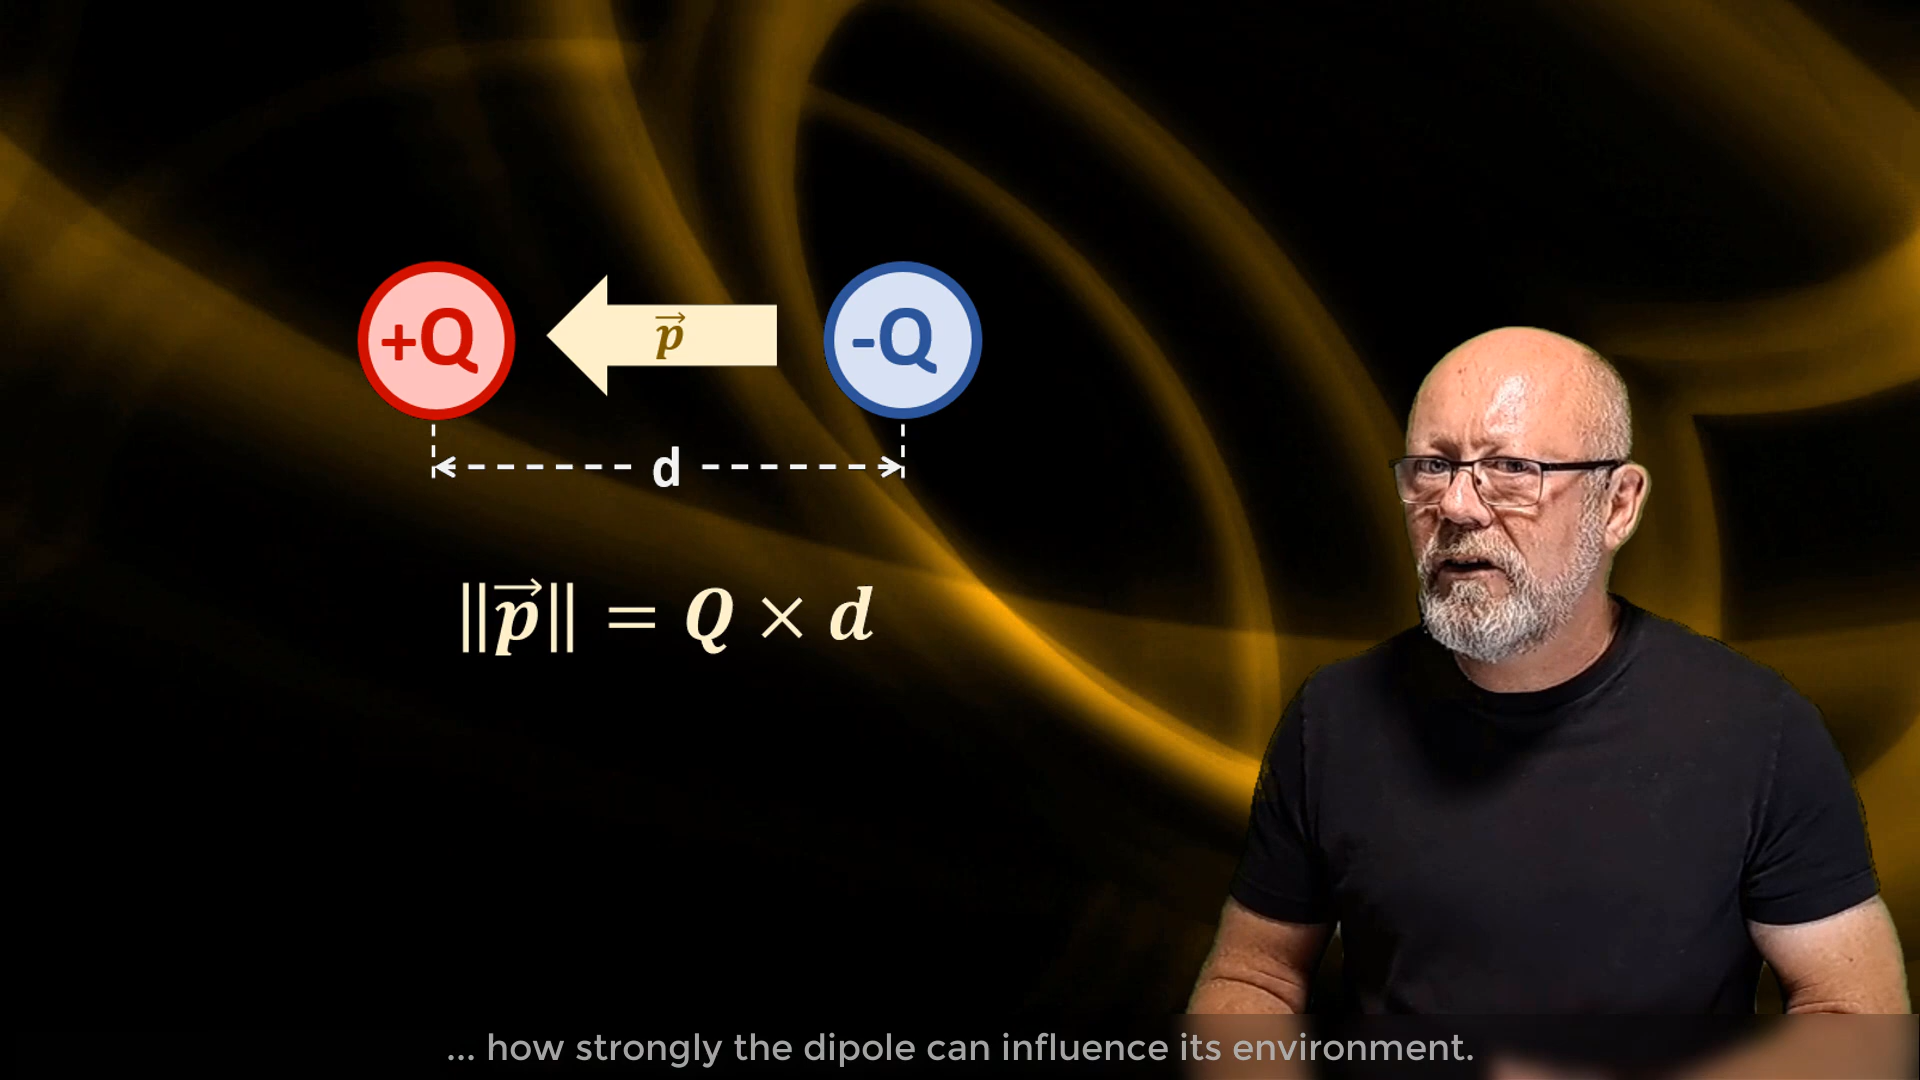 +Q
p⃗
-Q
d
‖p⃗‖ = Q × d
... how strongly the dipole can influence its environment.